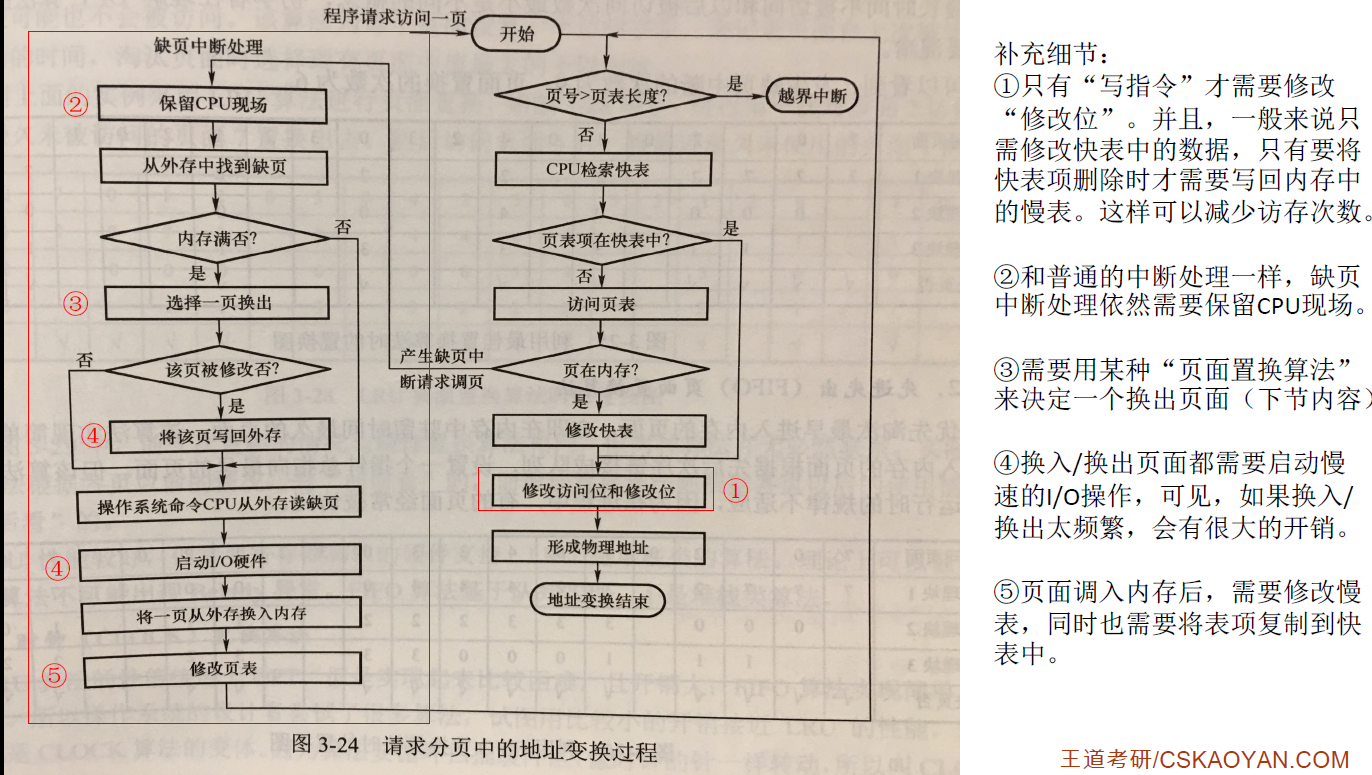 程序请求访问一页
开始
缺页中断处理
②
保留CPU现场
从外存中找到缺页
内存满否?
否
是
③
选择一页换出
否
该页被修改否?
是
④
将该页写回外存
操作系统命令CPU从外存读缺页
④
启动I/O硬件
将一页从外存换入内存
⑤
修改页表
页号>页表长度?
是
越界中断
否
CPU检索快表
页表项在快表中?
是
否
访问页表
产生缺页中
断请求调页
否
页在内存?
是
修改快表
修改访问位和修改位
①
形成物理地址
地址变换结束
图 3-24 请求分页中的地址变换过程
补充细节：
①只有“写指令”才需要修改
“修改位”。并且，一般来说只
需修改快表中的数据，只有要将
快表项删除时才需要写回内存中
的慢表。这样可以减少访存次数。
②和普通的中断处理一样，缺页
中断处理依然需要保留CPU现场。
③需要用某种“页面置换算法”
来决定一个换出页面（下节内容）
④换入/换出页面都需要启动慢
速的I/O操作，可见，如果换入/
换出太频繁，会有很大的开销。
⑤页面调入内存后，需要修改慢
表，同时也需要将表项复制到快
表中。
王道考研/CSKAOYAN.COM